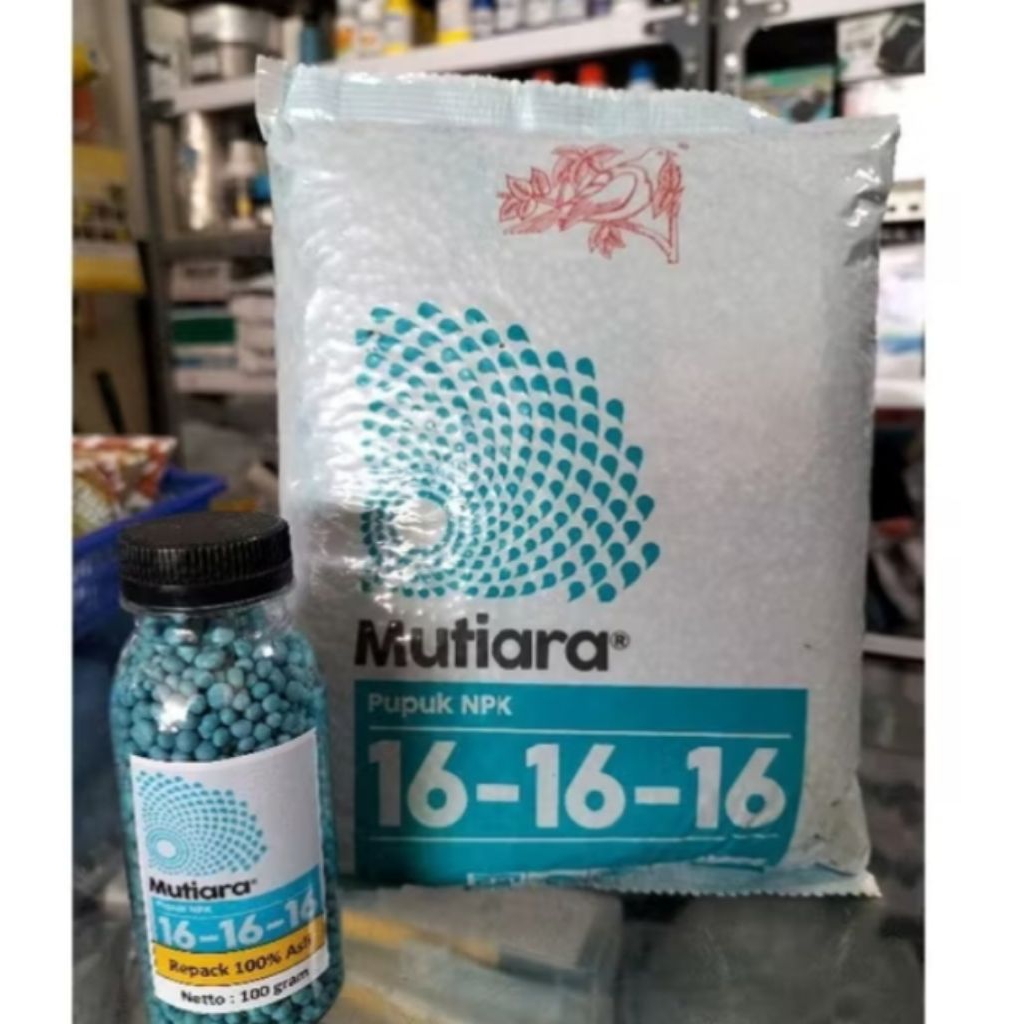 Mutiara®
Pupuk NPK
16-16-16
Mutiara®
Pupuk NPK
16-16-16
Repack 100% Asli
Netto : 100 gram